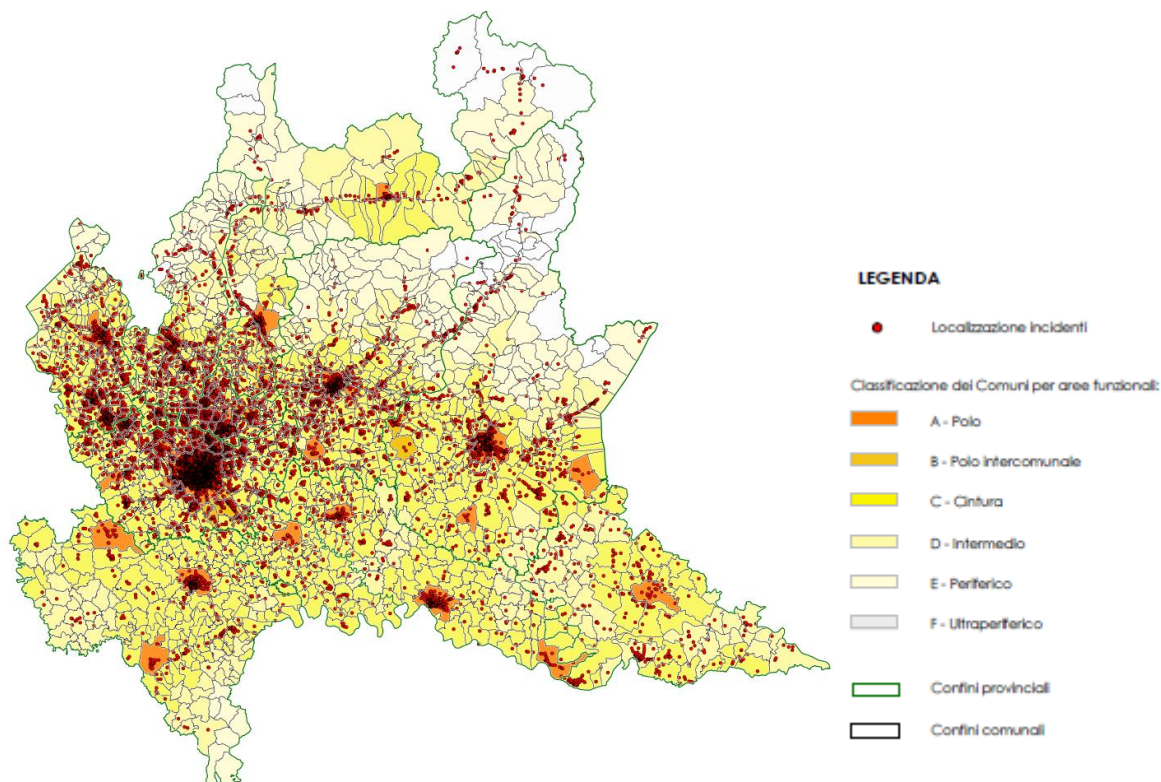 LEGENDA
Localizzazione incidenti
Classificazione dei Comuni per aree funzionali:
A - Polo
B - Polo intercomunale
C - Cintura
D - Intermedio
E - Periferico
F - Ultraperiferico
Confini provinciali
Confini comunali